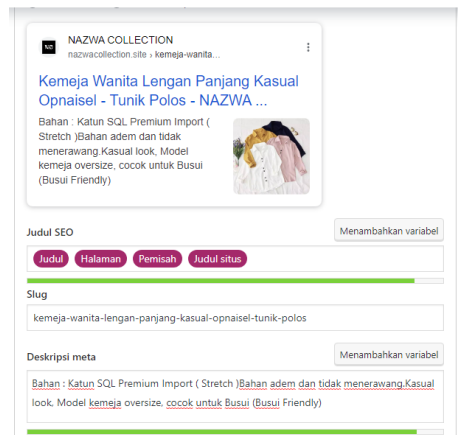 NAZWA COLLECTION
nazwacollection.site › kemeja-wanita...
Kemeja Wanita Lengan Panjang Kasual
Opnaisel - Tunik Polos - NAZWA ...
Bahan : Katun SQL Premium Import (
Stretch )Bahan adem dan tidak
menerawang.Kasual look, Model
kemeja oversize, cocok untuk Busui
(Busui Friendly)
Judul SEO
Menambahkan variabel
Judul Halaman Pemisah Judul situs
Slug
kemeja-wanita-lengan-panjang-kasual-opnaisel-tunik-polos
Deskripsi meta
Menambahkan variabel
Bahan : Katun SQL Premium Import ( Stretch )Bahan adem dan tidak menerawang.Kasual
look, Model kemeja oversize, cocok untuk Busui (Busui Friendly)